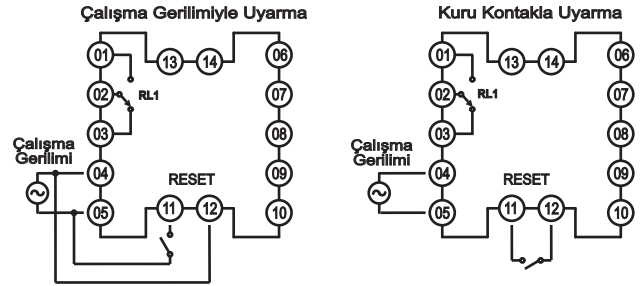 Çalışma Gerilimiyle Uyarma
01
02
03
04
05
13
14
06
07
08
09
10
RL1
Çalışma
Gerilimi
RESET
11
12
Kuru Kontakla Uyarma
01
02
03
04
05
13
14
06
07
08
09
10
RL1
Çalışma
Gerilimi
RESET
11
12